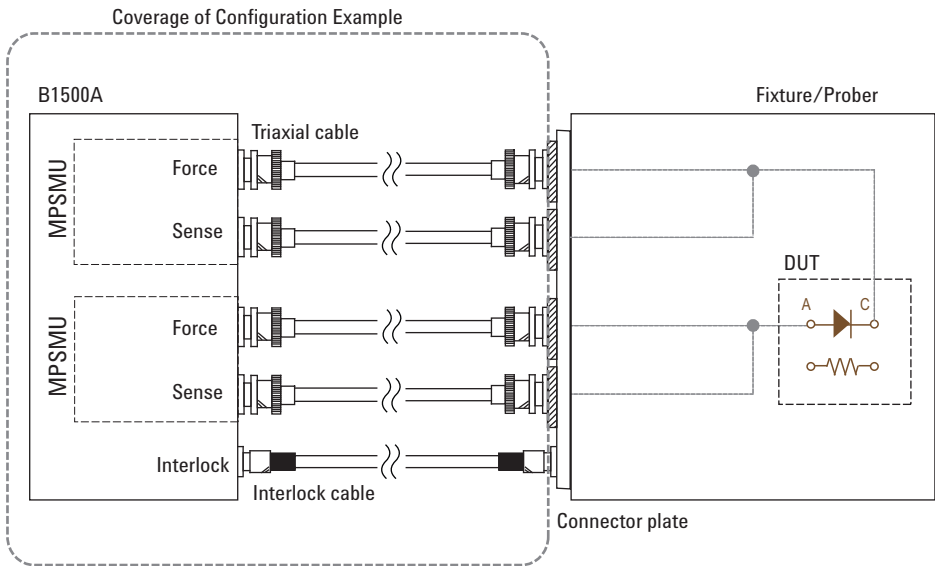 Coverage of Configuration Example
B1500A
Fixture/Prober
Triaxial cable
MPSMU
Force
Sense
DUT
A
C
MPSMU
Force
Sense
Interlock
Interlock cable
Connector plate